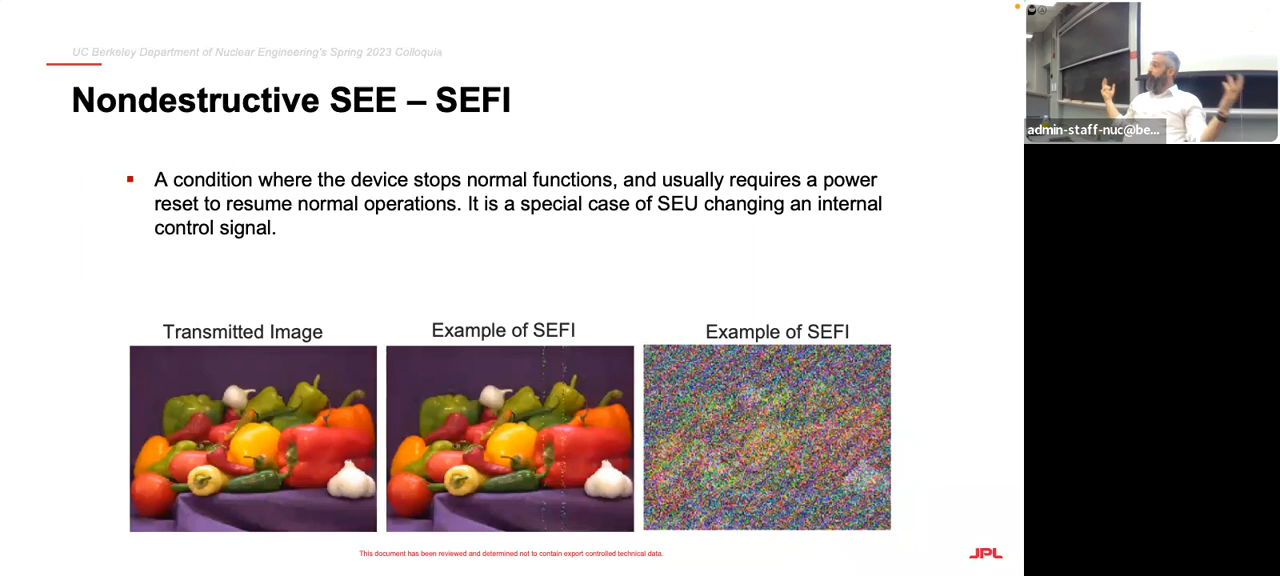 UC Berkeley Department of Nuclear Engineering's Spring 2023 Colloquia
Nondestructive SEE – SEFI
A condition where the device stops normal functions, and usually requires a power
reset to resume normal operations. It is a special case of SEU changing an internal
control signal.
Transmitted Image
Example of SEFI
Example of SEFI
This document has been reviewed and determined not to contain export controlled technical data.
JPL
admin-staff-nuc@be...